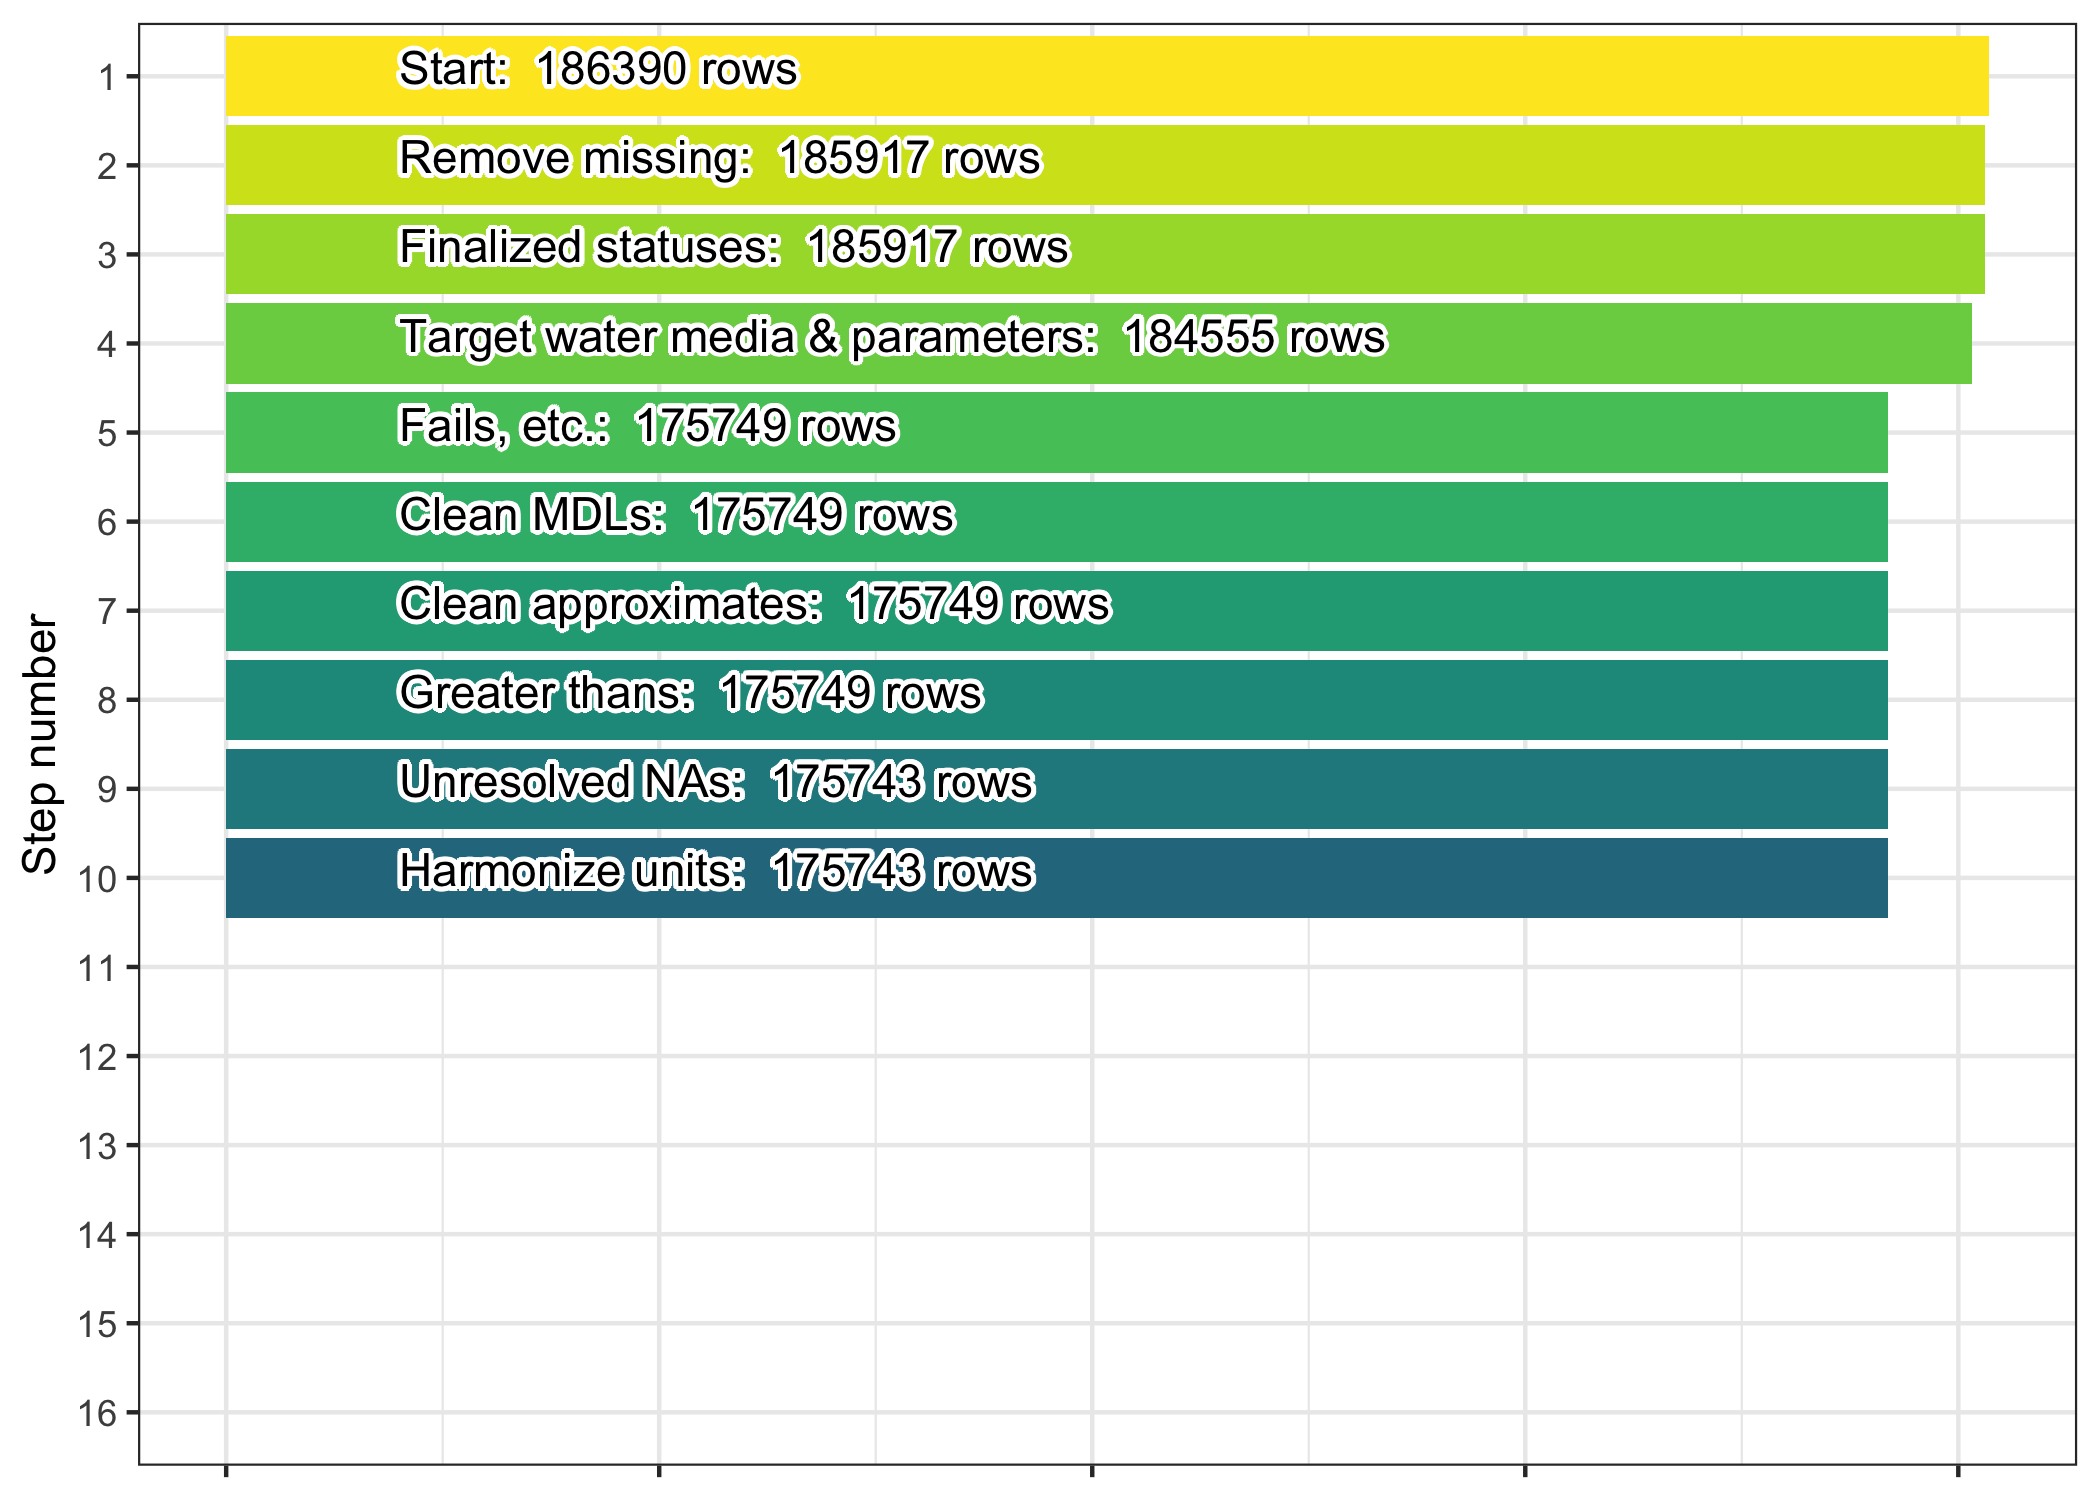 1
Start:  186390 rows
2
Remove missing:  185917 rows
3
Finalized statuses:  185917 rows
4
Target water media & parameters:  184555 rows
5
Fails, etc.:  175749 rows
6
Clean MDLs:  175749 rows
7
Clean approximates:  175749 rows
8
Greater thans:  175749 rows
9
Unresolved NAs:  175743 rows
10
Harmonize units:  175743 rows
11
12
13
14
15
16
Step number